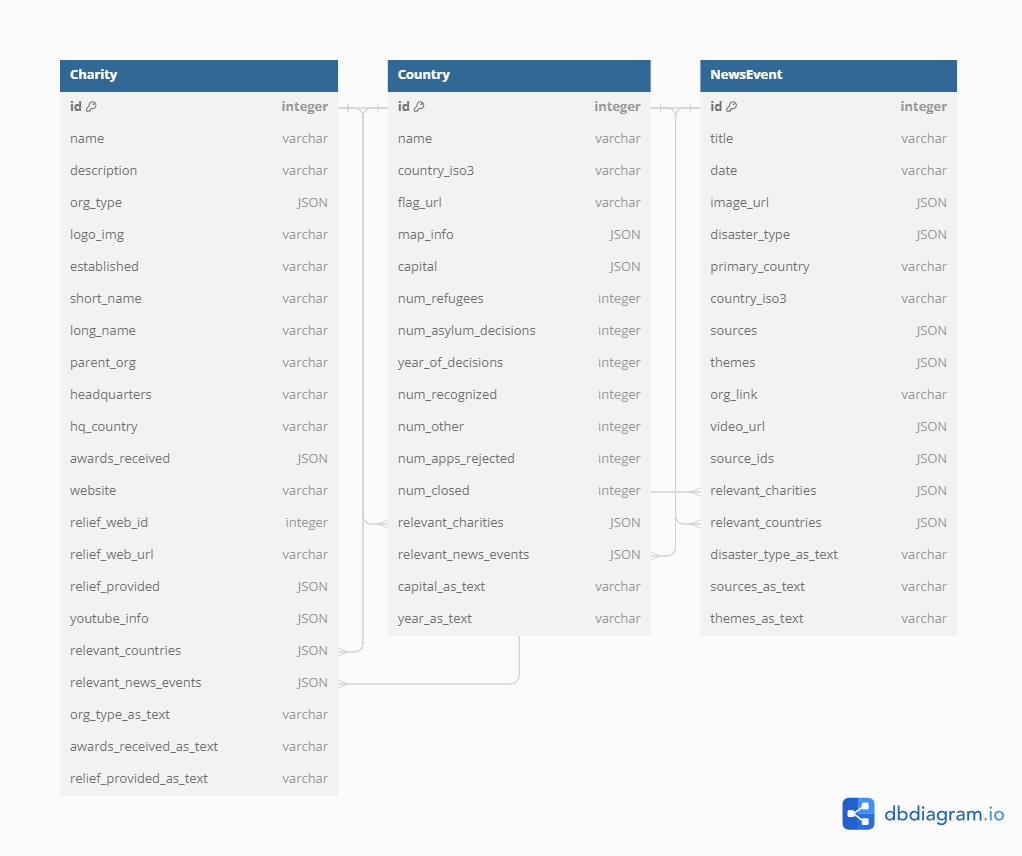 Charity
id integer
name varchar
description varchar
org_type JSON
logo_img varchar
established varchar
short_name varchar
long_name varchar
parent_org varchar
headquarters varchar
hq_country varchar
awards_received JSON
website varchar
relief_web_id integer
relief_web_url varchar
relief_provided JSON
youtube_info JSON
relevant_countries JSON
relevant_news_events JSON
org_type_as_text varchar
awards_received_as_text varchar
relief_provided_as_text varchar
Country
id integer
name varchar
country_iso3 varchar
flag_url varchar
map_info JSON
capital JSON
num_refugees integer
num_asylum_decisions integer
year_of_decisions integer
num_recognized integer
num_other integer
num_apps_rejected integer
num_closed integer
relevant_charities JSON
relevant_news_events JSON
capital_as_text varchar
year_as_text varchar
NewsEvent
id integer
title varchar
date varchar
image_url JSON
disaster_type JSON
primary_country varchar
country_iso3 varchar
sources JSON
themes JSON
org_link varchar
video_url JSON
source_ids JSON
relevant_charities JSON
relevant_countries JSON
disaster_type_as_text varchar
sources_as_text varchar
themes_as_text varchar
dbdiagram.io